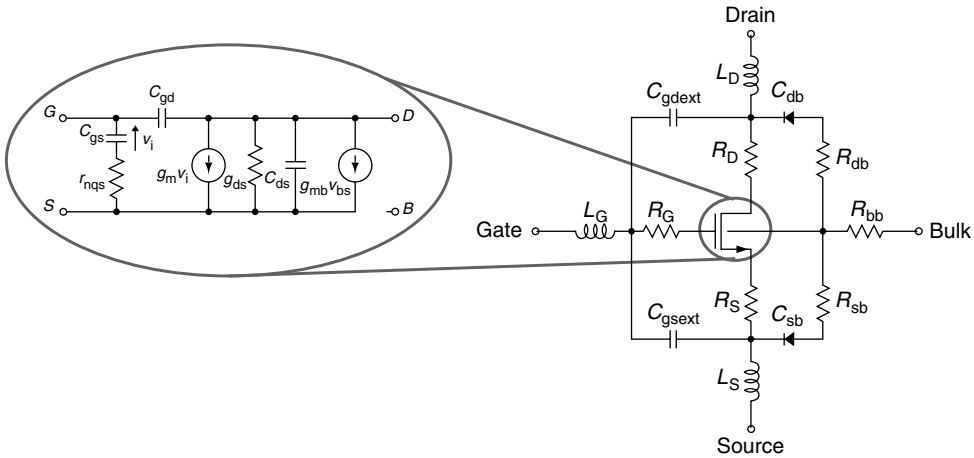 Drain
L_D
C_gdext
C_db
R_D
R_db
C_gd
G
D
C_gs
v_i
r_nqs
g_m v_i
g_ds
C_ds
g_mb v_bs
S
B
Gate
L_G
R_G
R_bb
Bulk
R_S
C_gsext
C_sb
R_sb
L_S
Source